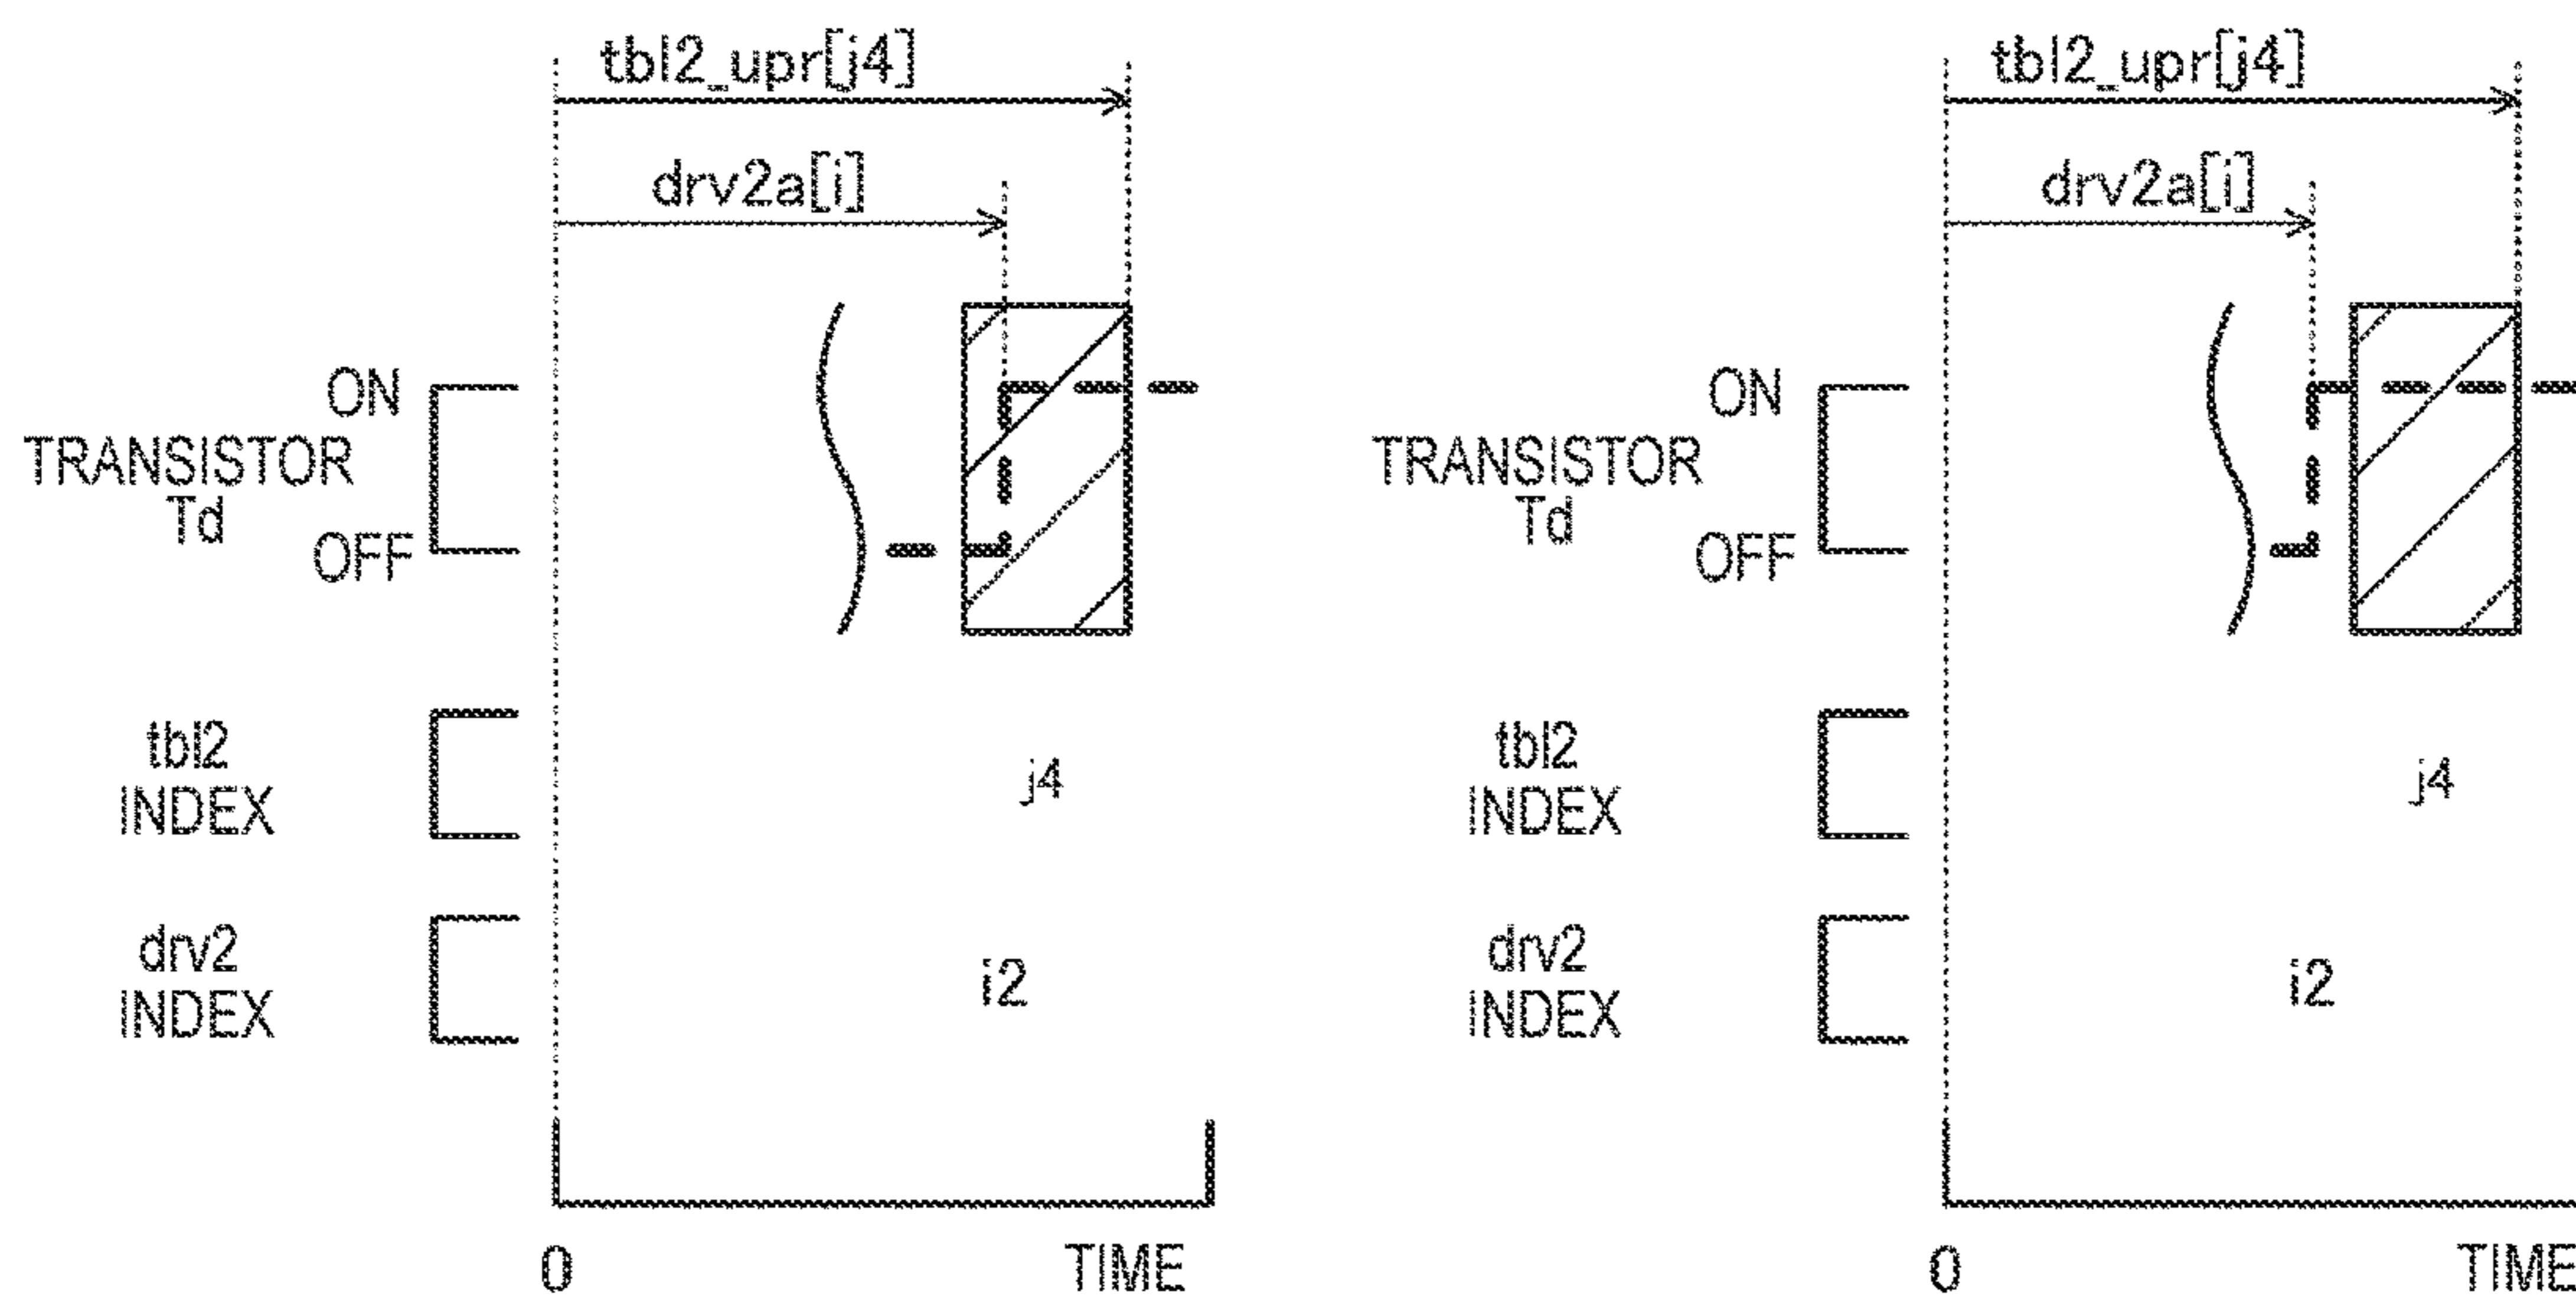 tbl2_upr[j4]
drv2a[i]
ON
TRANSISTOR
Td
OFF
tbl2
INDEX
j4
drv2
INDEX
i2
0
TIME
tbl2_upr[j4]
drv2a[i]
ON
TRANSISTOR
Td
OFF
tbl2
INDEX
j4
drv2
INDEX
i2
0
TIME